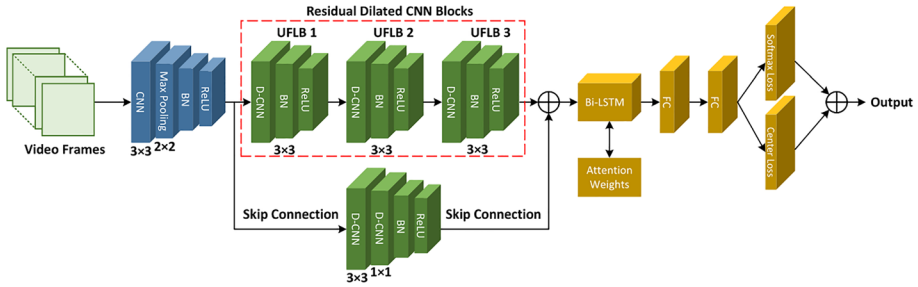 Residual Dilated CNN Blocks
UFLB 1
UFLB 2
UFLB 3
CNN
Max Pooling
BN
ReLU
D-CNN
BN
ReLU
D-CNN
BN
ReLU
D-CNN
BN
ReLU
Video Frames
3×3
2×2
3×3
3×3
3×3
Bi-LSTM
Attention
Weights
FC
FC
Softmax Loss
Center Loss
Output
Skip Connection
D-CNN
D-CNN
BN
ReLU
Skip Connection
3×3
1×1